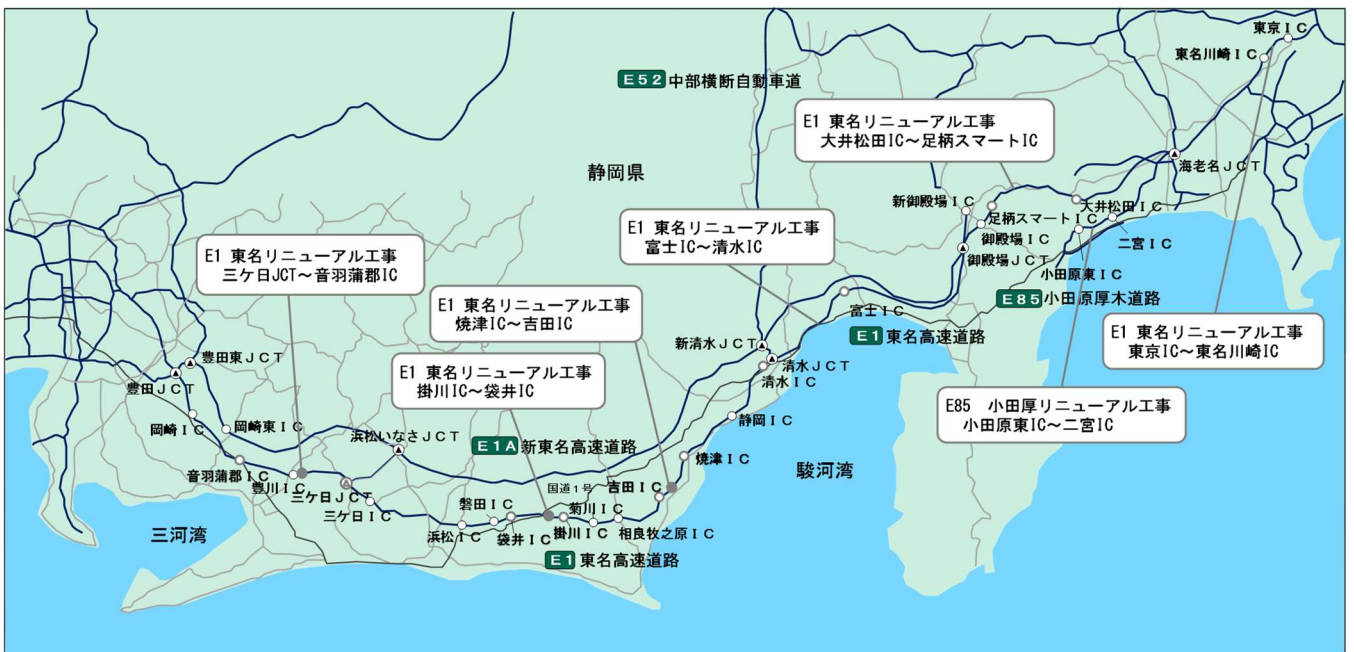 東京ＩＣ
東名川崎ＩＣ
E52 中部横断自動車道
E1 東名リニューアル工事
大井松田IC～足柄スマートIC
海老名ＪＣＴ
静岡県
新御殿場ＩＣ
大井松田ＩＣ
足柄スマートＩＣ
E1 東名リニューアル工事
富士IC～清水IC
御殿場ＩＣ
二宮ＩＣ
E1 東名リニューアル工事
三ケ日JCT～音羽蒲郡IC
御殿場ＪＣＴ
小田原東ＩＣ
E1 東名リニューアル工事
焼津IC～吉田IC
E85 小田原厚木道路
富士ＩＣ
E1 東名高速道路
E1 東名リニューアル工事
東京IC～東名川崎IC
新清水ＪＣＴ
豊田東ＪＣＴ
清水ＪＣＴ
E1 東名リニューアル工事
掛川IC～袋井IC
清水ＩＣ
豊田ＪＣＴ
E85　小田厚リニューアル工事
小田原東IC～二宮IC
静岡ＩＣ
岡崎ＩＣ
岡崎東ＩＣ
浜松いなさＪＣＴ
E1A 新東名高速道路
焼津ＩＣ
駿河湾
音羽蒲郡ＩＣ
豊川ＩＣ
三ケ日ＪＣＴ
国道１号
吉田ＩＣ
三ケ日ＩＣ
磐田ＩＣ
菊川ＩＣ
三河湾
浜松ＩＣ
袋井ＩＣ
掛川ＩＣ
相良牧之原ＩＣ
E1 東名高速道路